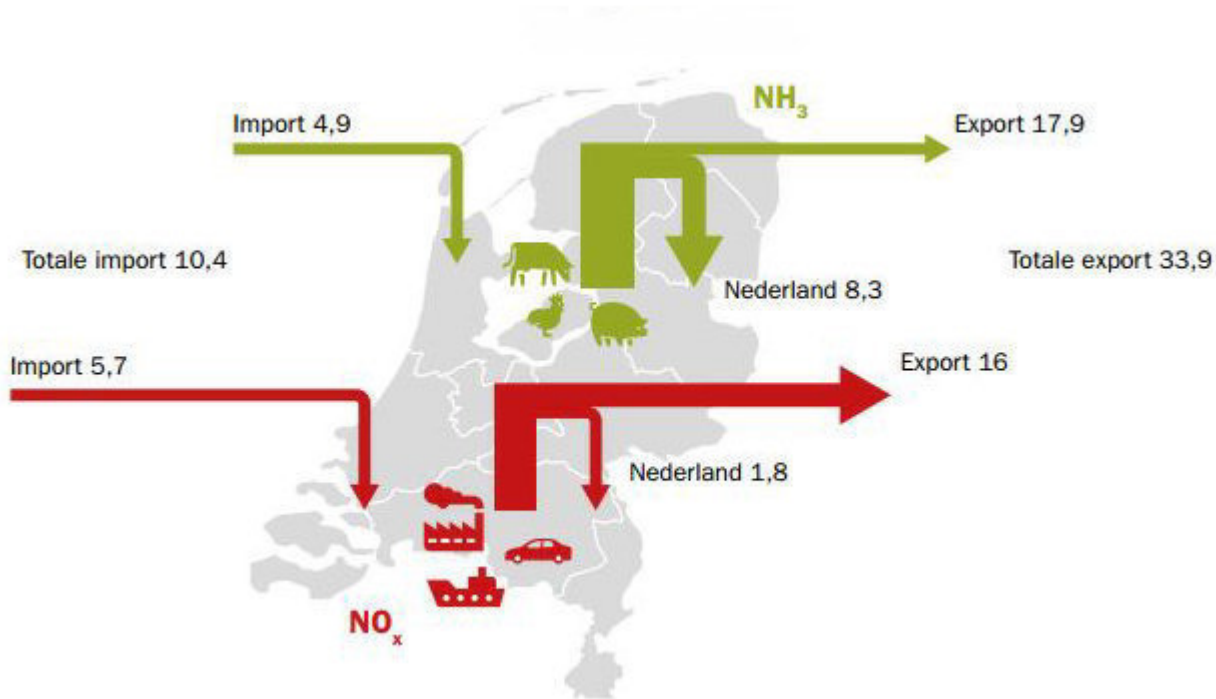 NH₃
Import 4,9
Export 17,9
Totale import 10,4
Totale export 33,9
Nederland 8,3
Import 5,7
Export 16
Nederland 1,8
NOₓ